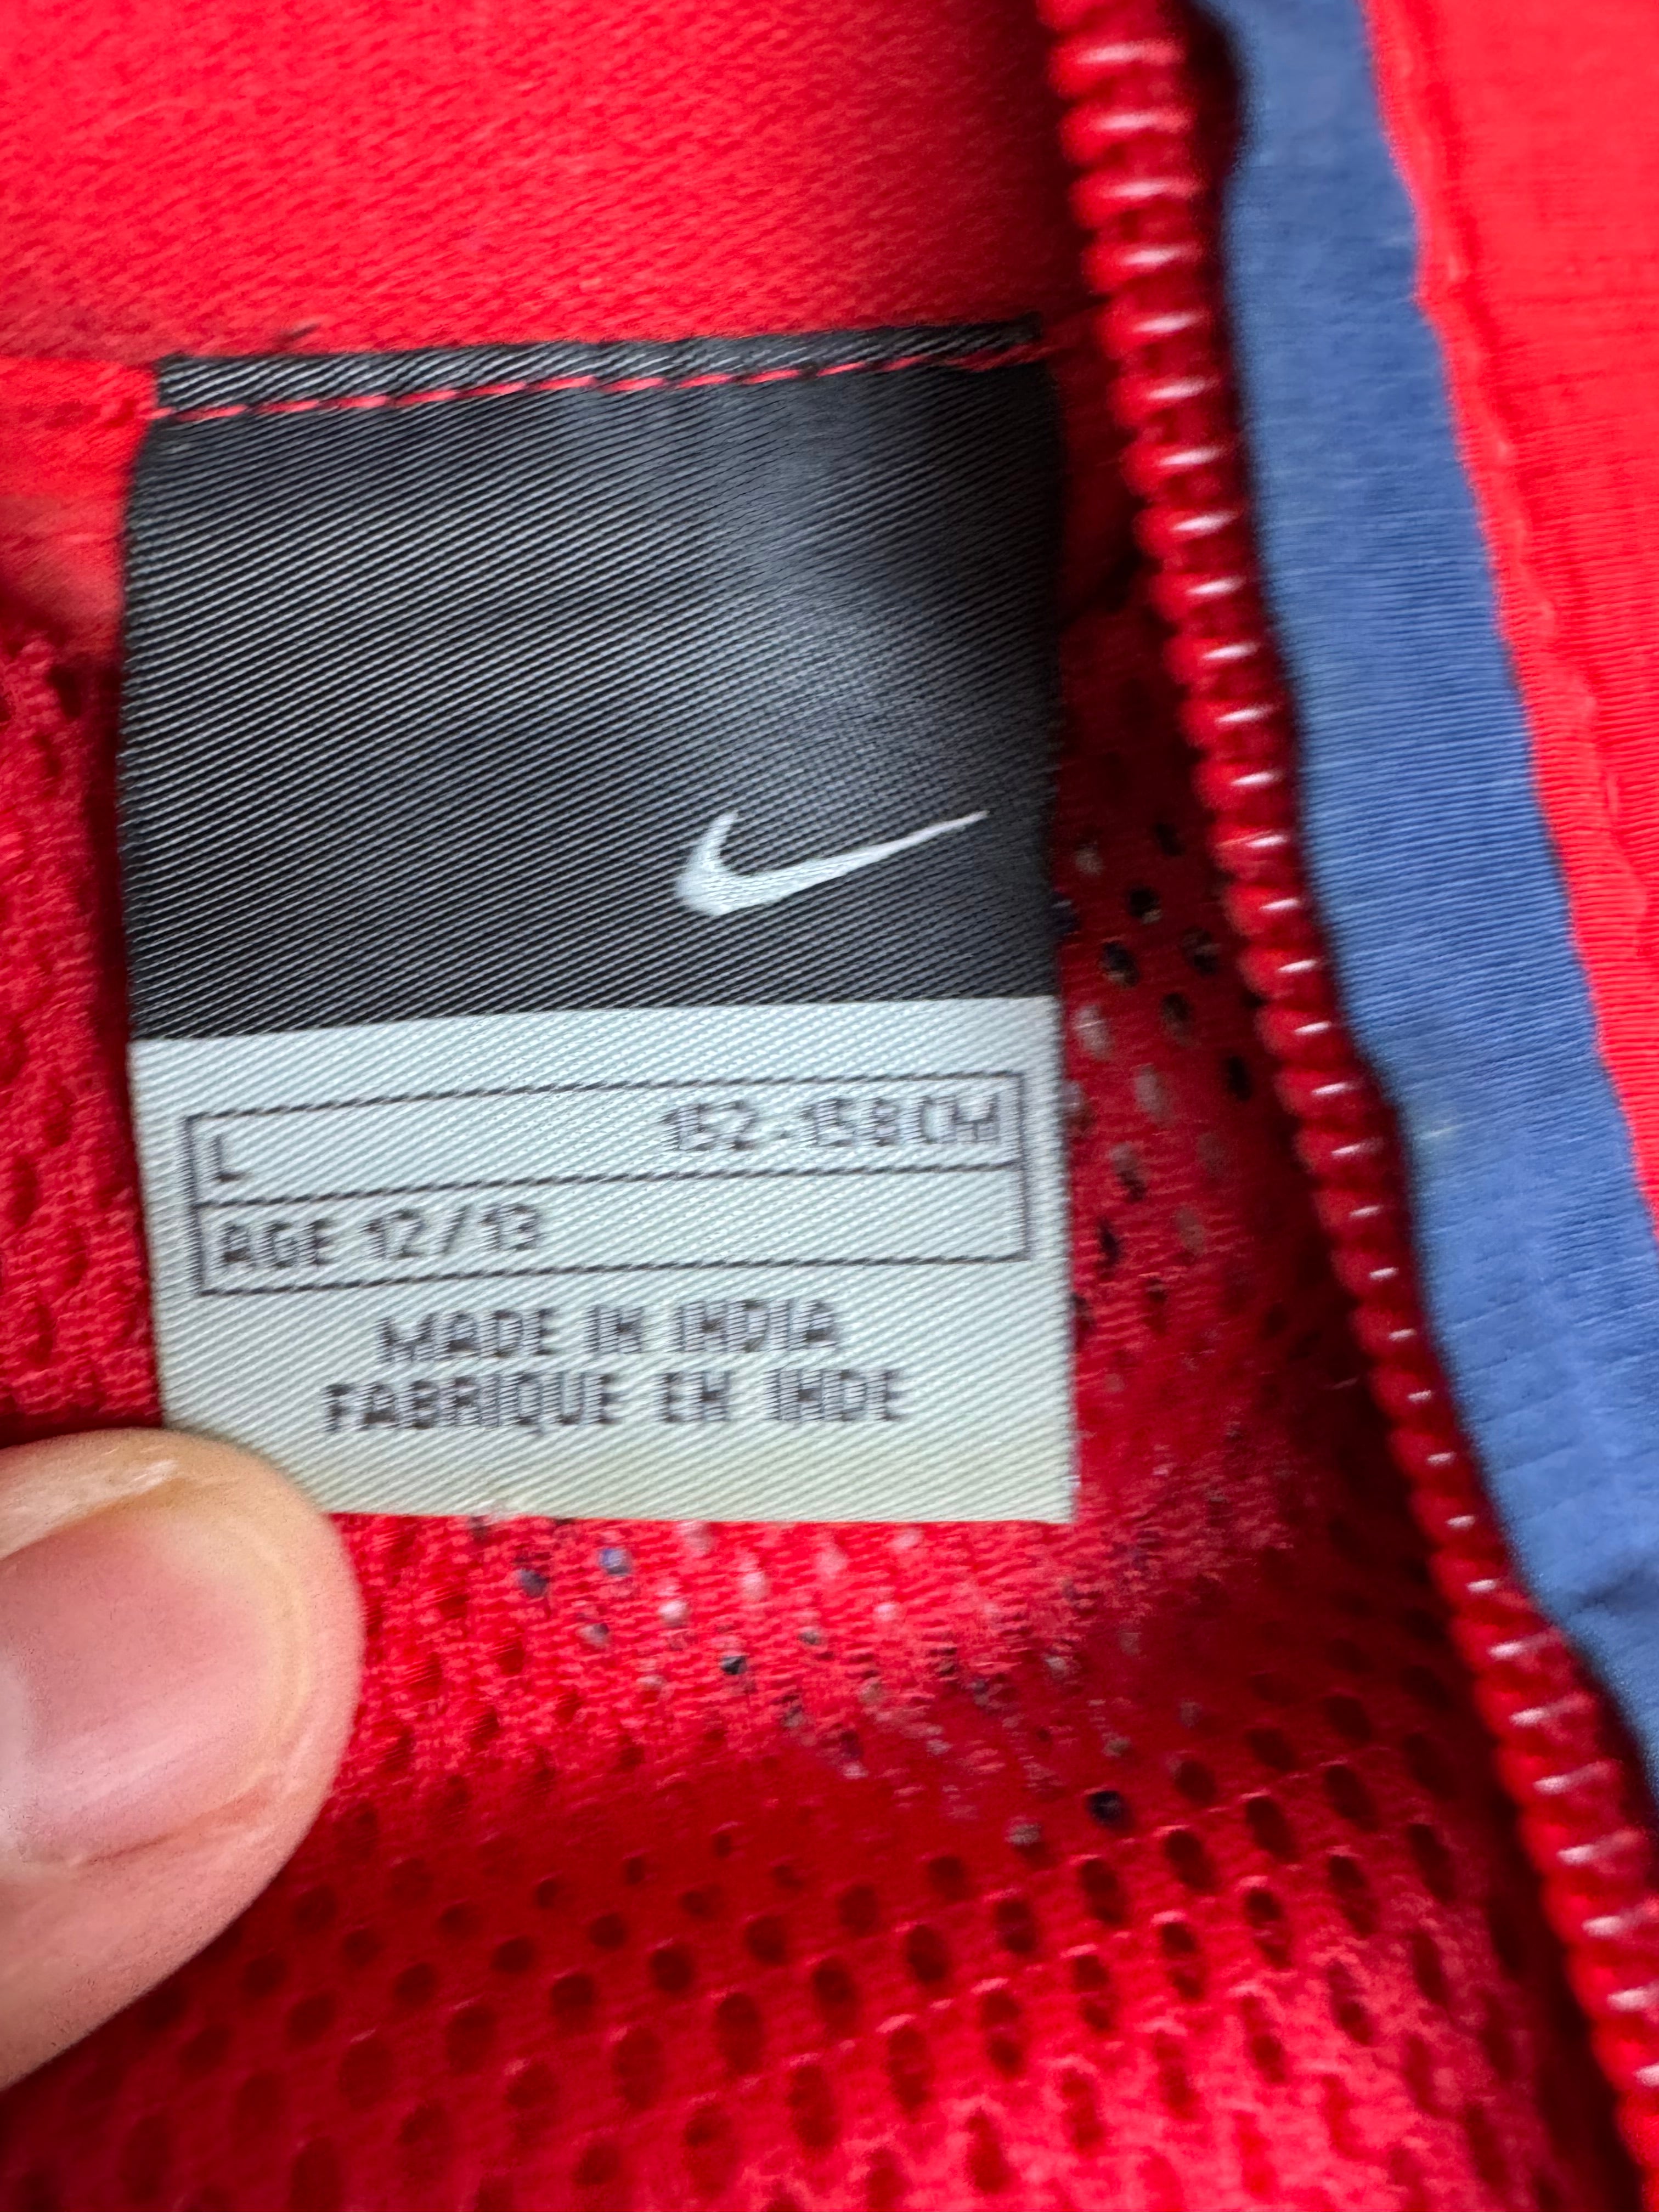 L 152-158CM
AGE 12/13
MADE IN INDIA
FABRIQUE EN INDE